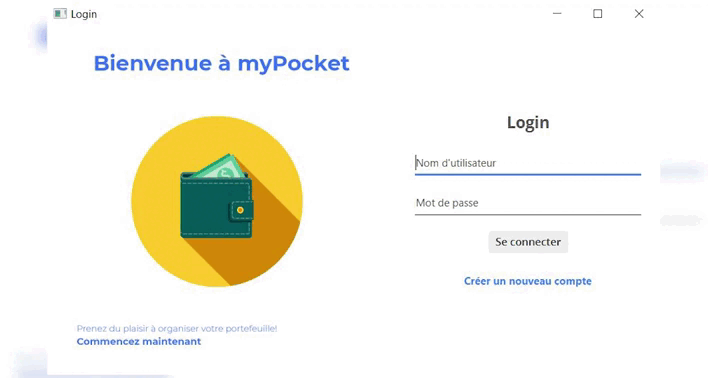 Login
Bienvenue à myPocket
Login
Nom d'utilisateur
Mot de passe
Se connecter
Créer un nouveau compte
Prenez du plaisir à organiser votre portefeuille!
Commencez maintenant